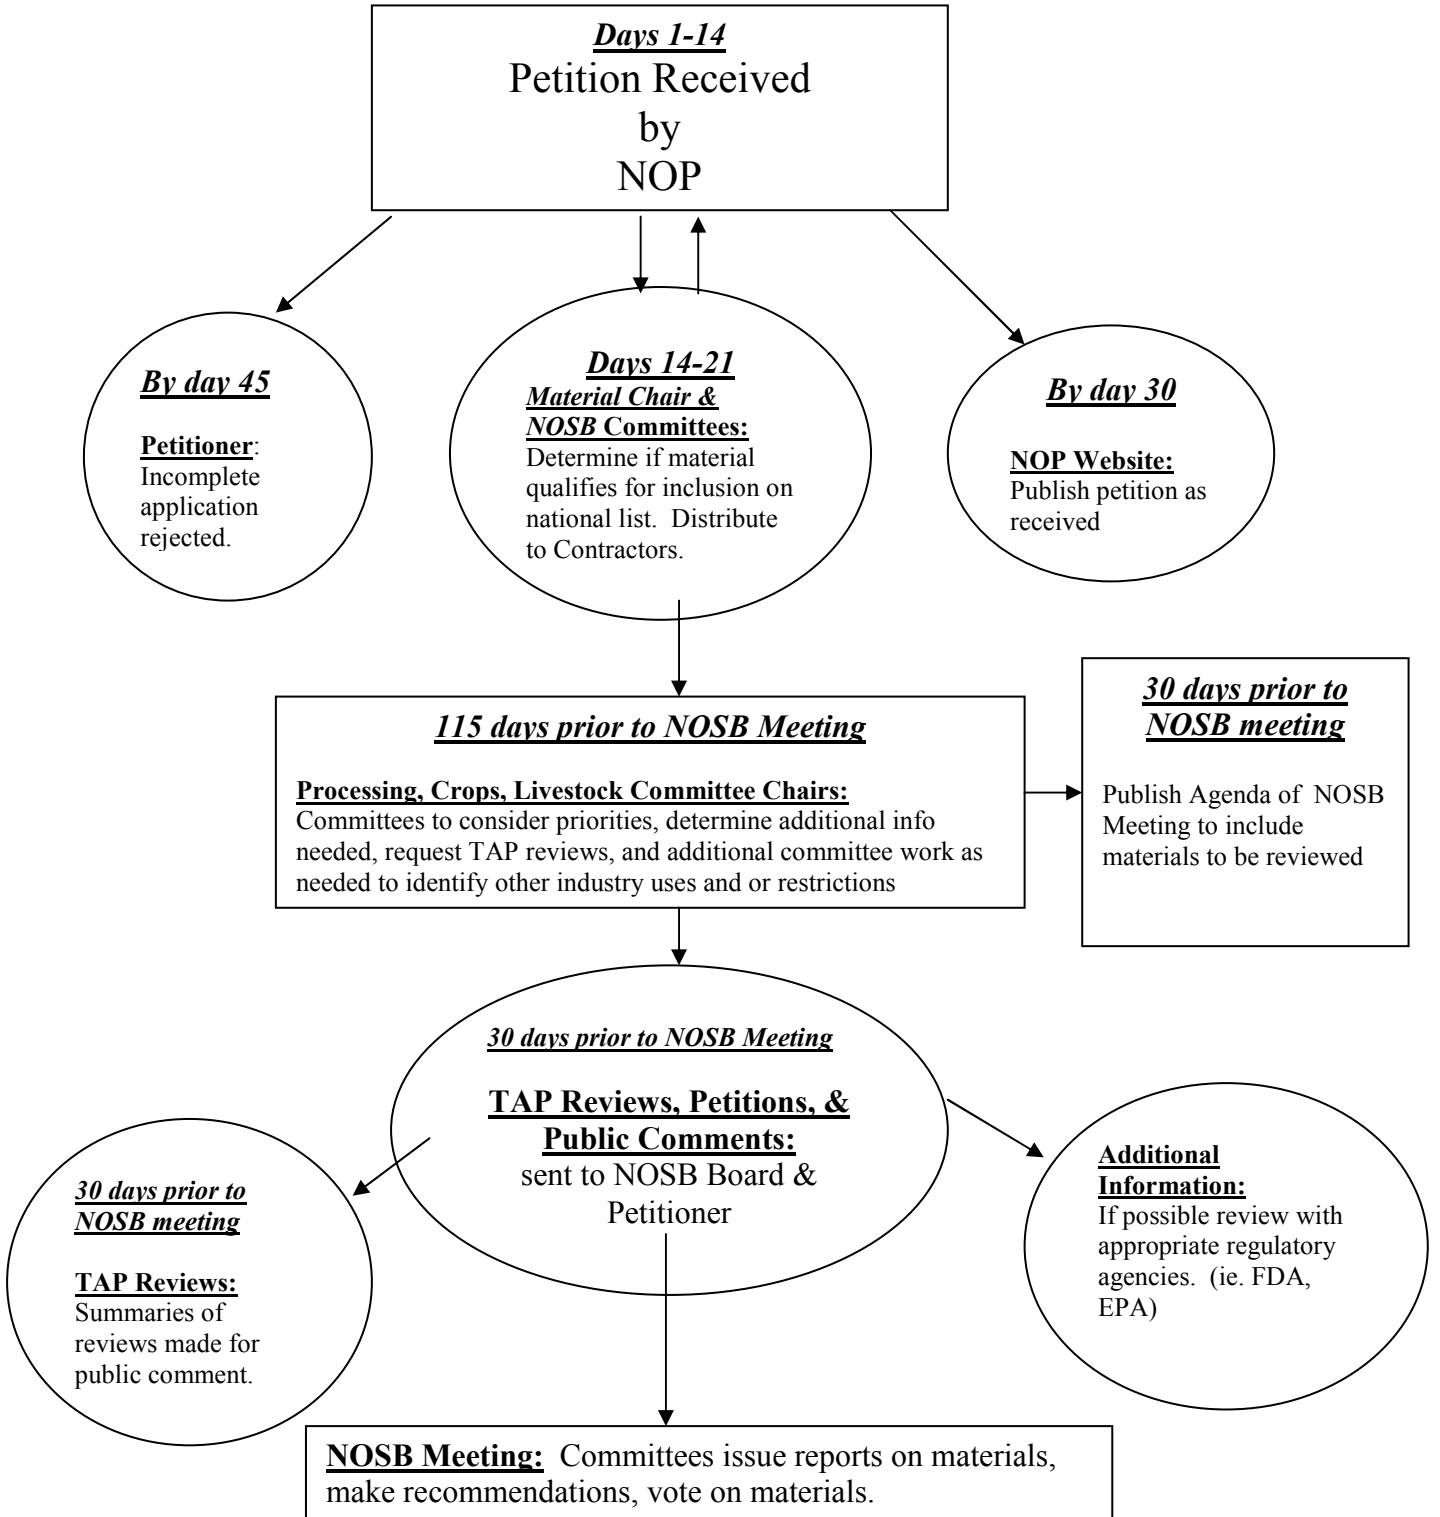 Days 1-14
Petition Received
by
NOP
By day 45
Petitioner:
Incomplete
application
rejected.
Days 14-21
Material Chair &
NOSB Committees:
Determine if material
qualifies for inclusion on
national list.  Distribute
to Contractors.
By day 30
NOP Website:
Publish petition as
received
115 days prior to NOSB Meeting
Processing, Crops, Livestock Committee Chairs:
Committees to consider priorities, determine additional info
needed, request TAP reviews, and additional committee work as
needed to identify other industry uses and or restrictions
30 days prior to
NOSB meeting
Publish Agenda of  NOSB
Meeting to include
materials to be reviewed
30 days prior to NOSB Meeting
TAP Reviews, Petitions, &
Public Comments:
sent to NOSB Board &
Petitioner
30 days prior to
NOSB meeting
TAP Reviews:
Summaries of
reviews made for
public comment.
Additional
Information:
If possible review with
appropriate regulatory
agencies.  (ie. FDA,
EPA)
NOSB Meeting:  Committees issue reports on materials,
make recommendations, vote on materials.